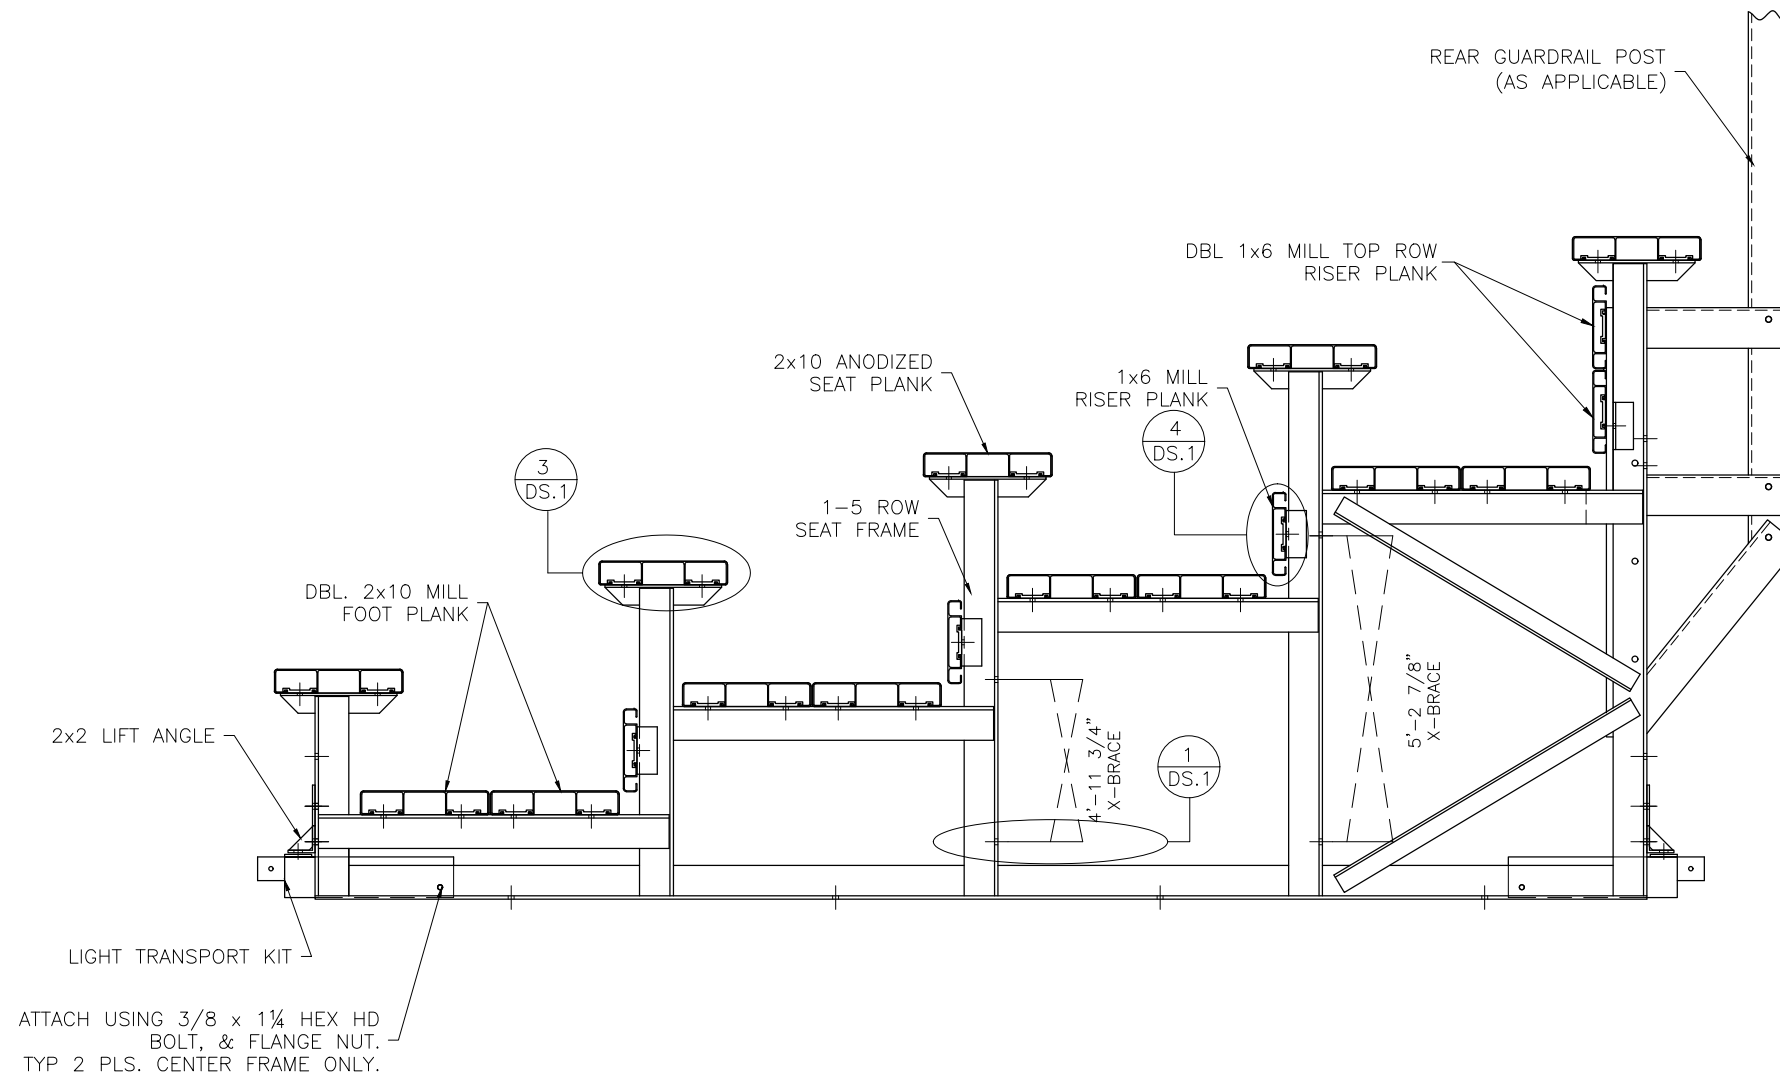 REAR GUARDRAIL POST
(AS APPLICABLE)
DBL 1x6 MILL TOP ROW
RISER PLANK
2x10 ANODIZED
SEAT PLANK
1x6 MILL
RISER PLANK
4
DS.1
3
DS.1
1-5 ROW
SEAT FRAME
DBL. 2x10 MILL
FOOT PLANK
2x2 LIFT ANGLE
4'-11 3/4"
X-BRACE
5'-2 7/8"
X-BRACE
1
DS.1
LIGHT TRANSPORT KIT
ATTACH USING 3/8 x 1¼ HEX HD
BOLT, & FLANGE NUT.
TYP 2 PLS. CENTER FRAME ONLY.